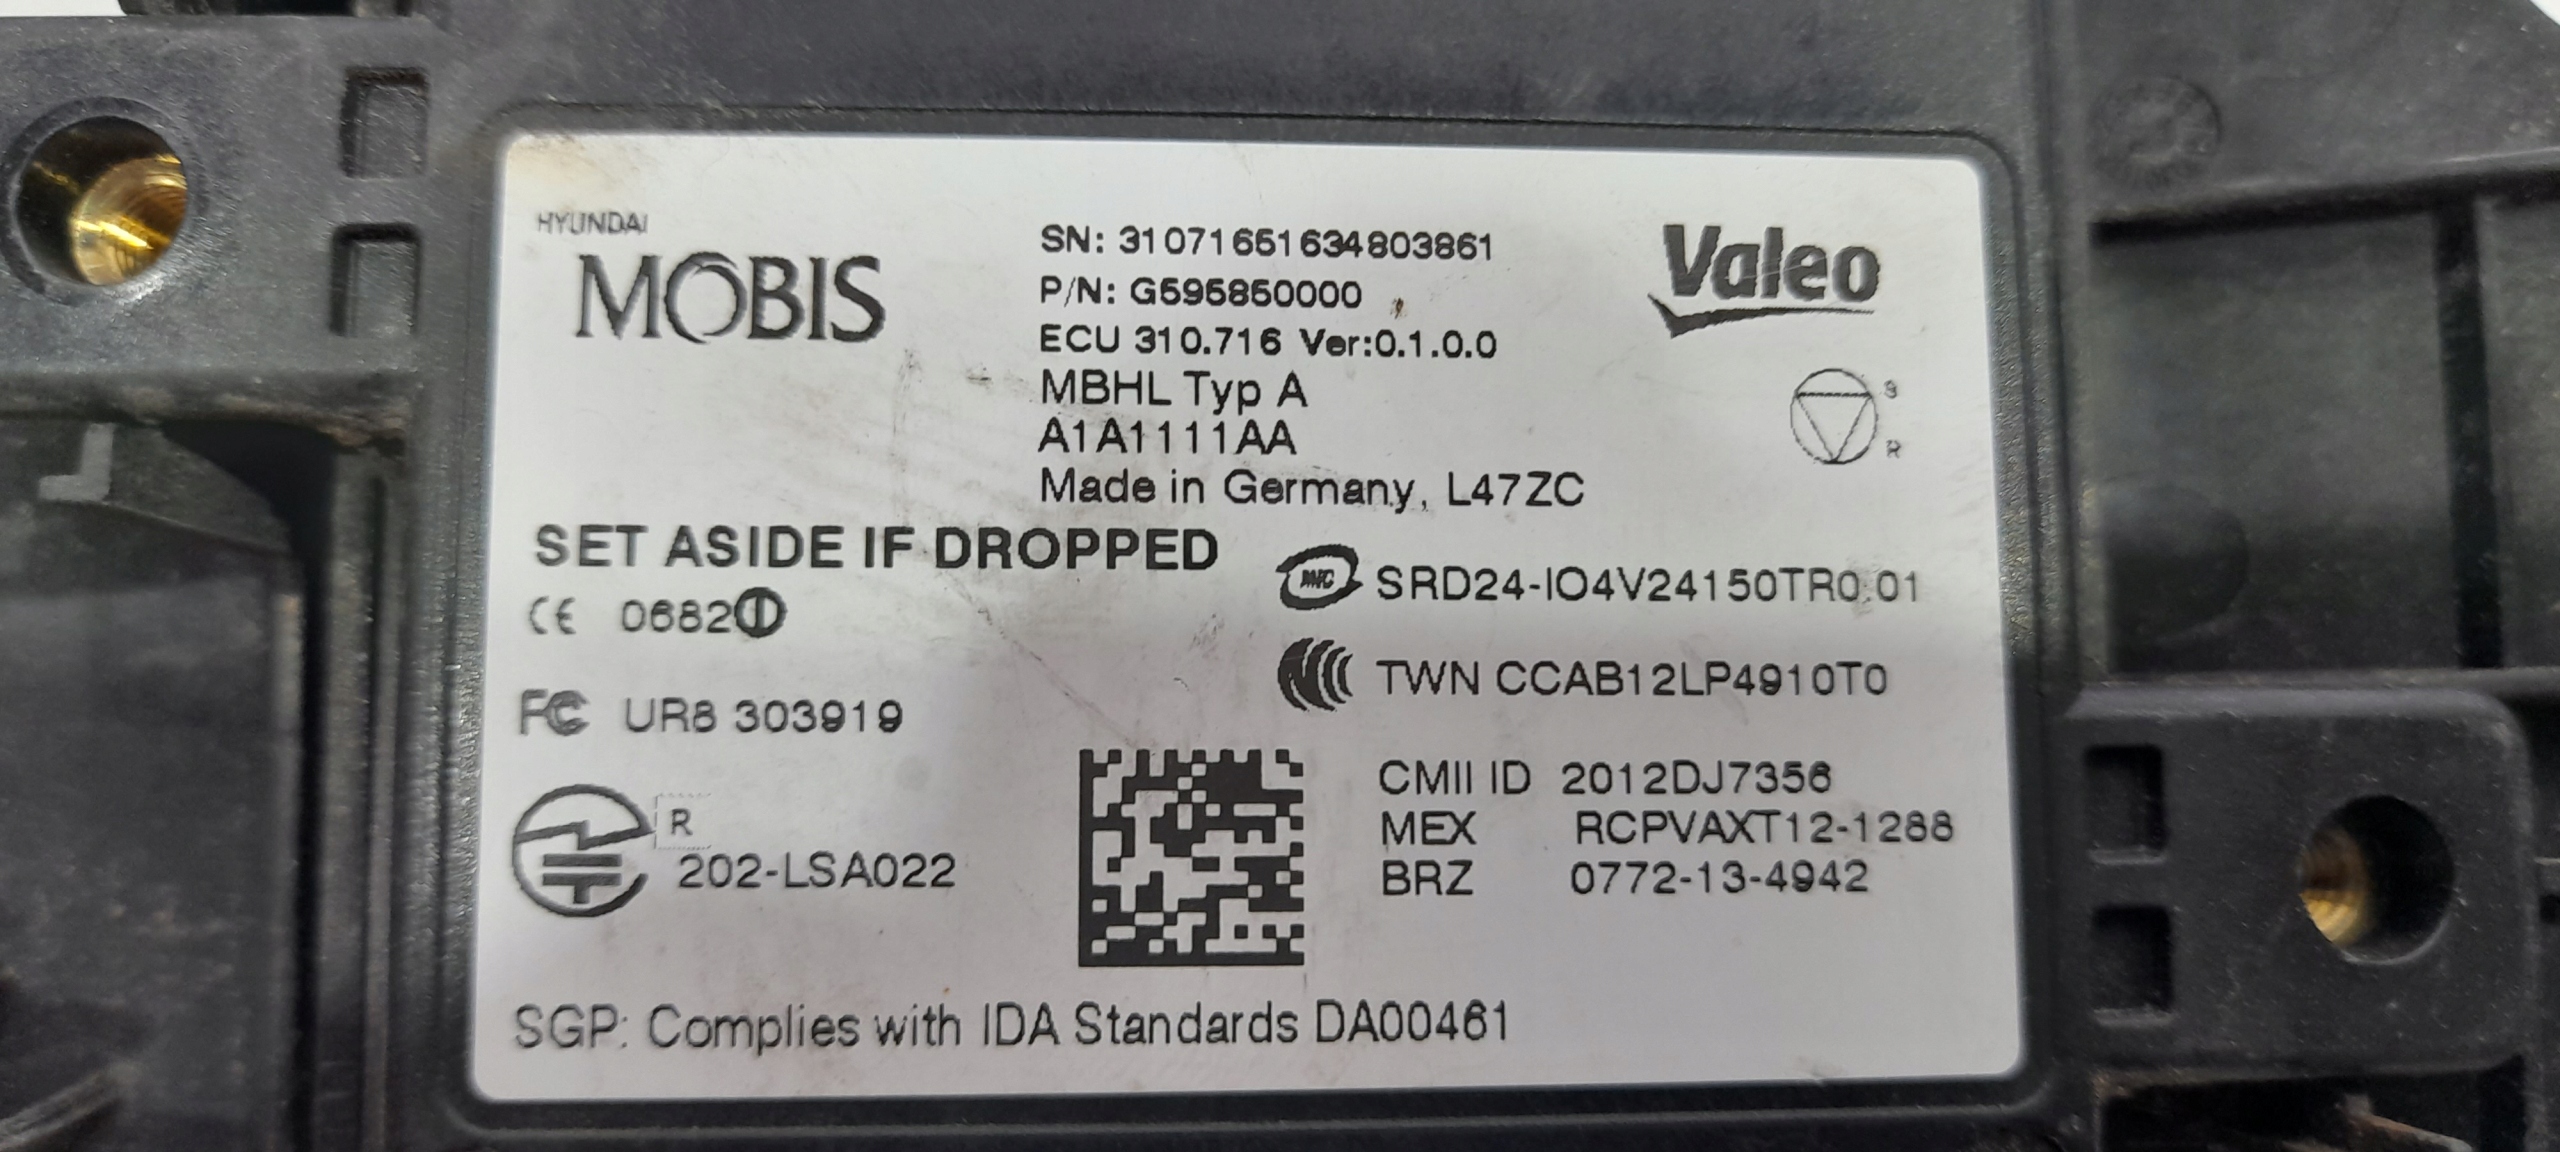 HYUNDAI
MOBIS
SN: 31071651634803861
P/N: G595850000
ECU 310.716 Ver:0.1.0.0
MBHL Typ A
A1A1111AA
Made in Germany, L47ZC
Valeo
S
R
SET ASIDE IF DROPPED
CE 0682
SRD24-IO4V24150TR0.01
FC UR8 303919
TWN CCAB12LP4910T0
R
202-LSA022
CMII ID 2012DJ7356
MEX RCPVAXT12-1288
BRZ 0772-13-4942
SGP: Complies with IDA Standards DA00461